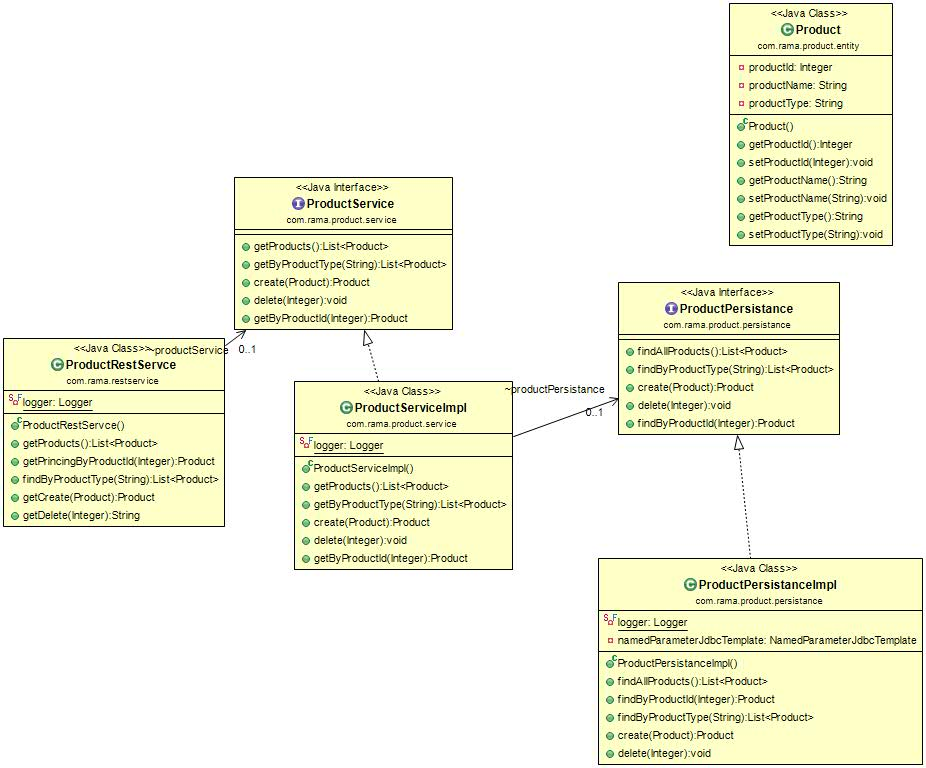 <<Java Class>>
Product
com.rama.product.entity
productId: Integer
productName: String
productType: String
Product()
getProductId():Integer
setProductId(Integer):void
getProductName():String
setProductName(String):void
getProductType():String
setProductType(String):void
<<Java Interface>>
ProductService
com.rama.product.service
getProducts():List<Product>
getByProductType(String):List<Product>
create(Product):Product
delete(Integer):void
getByProductId(Integer):Product
~productService
0..1
<<Java Class>>
ProductRestServce
com.rama.restservice
logger: Logger
ProductRestServce()
getProducts():List<Product>
getPrincingByProductId(Integer):Product
findByProductType(String):List<Product>
getCreate(Product):Product
getDelete(Integer):String
<<Java Class>>
ProductServiceImpl
com.rama.product.service
logger: Logger
ProductServiceImpl()
getProducts():List<Product>
getByProductType(String):List<Product>
create(Product):Product
delete(Integer):void
getByProductId(Integer):Product
~productPersistance
0..1
<<Java Interface>>
ProductPersistance
com.rama.product.persistance
findAllProducts():List<Product>
findByProductType(String):List<Product>
create(Product):Product
delete(Integer):void
findByProductId(Integer):Product
<<Java Class>>
ProductPersistanceImpl
com.rama.product.persistance
logger: Logger
namedParameterJdbcTemplate: NamedParameterJdbcTemplate
ProductPersistanceImpl()
findAllProducts():List<Product>
findByProductId(Integer):Product
findByProductType(String):List<Product>
create(Product):Product
delete(Integer):void